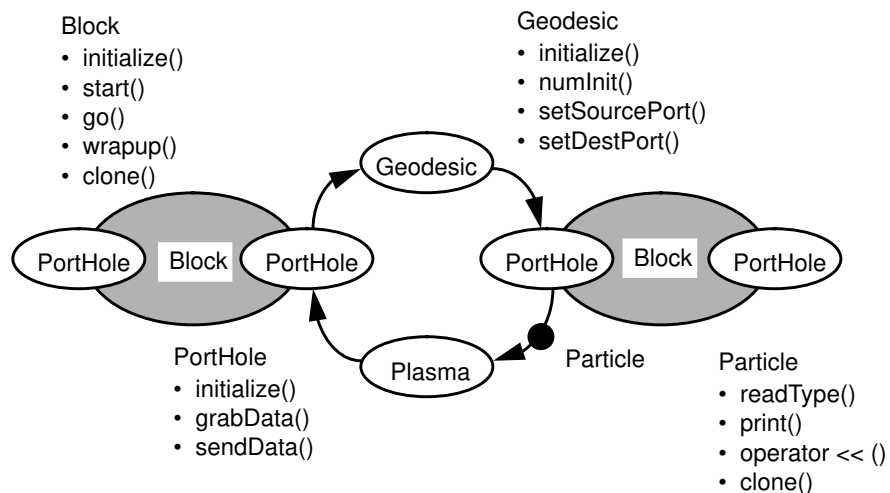 Block
• initialize()
• start()
• go()
• wrapup()
• clone()
Geodesic
• initialize()
• numInit()
• setSourcePort()
• setDestPort()
Geodesic
PortHole
Block
PortHole
PortHole
Block
PortHole
Plasma
Particle
PortHole
• initialize()
• grabData()
• sendData()
Particle
• readType()
• print()
• operator << ()
• clone()